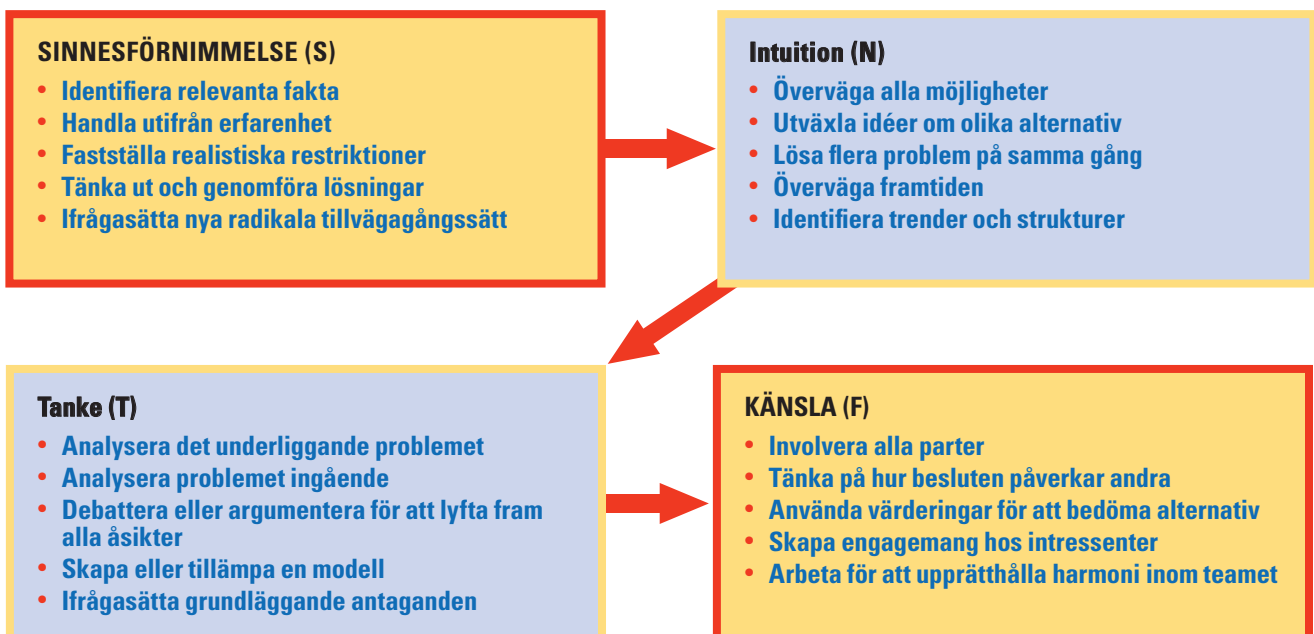 SINNESFÖRNIMMELSE (S)
• Identifiera relevanta fakta
• Handla utifrån erfarenhet
• Fastställa realistiska restriktioner
• Tänka ut och genomföra lösningar
• Ifrågasätta nya radikala tillvägagångssätt
Intuition (N)
• Överväga alla möjligheter
• Utväxla idéer om olika alternativ
• Lösa flera problem på samma gång
• Överväga framtiden
• Identifiera trender och strukturer
Tanke (T)
• Analysera det underliggande problemet
• Analysera problemet ingående
• Debattera eller argumentera för att lyfta fram
alla åsikter
• Skapa eller tillämpa en modell
• Ifrågasätta grundläggande antaganden
KÄNSLA (F)
• Involvera alla parter
• Tänka på hur besluten påverkar andra
• Använda värderingar för att bedöma alternativ
• Skapa engagemang hos intressenter
• Arbeta för att upprätthålla harmoni inom teamet